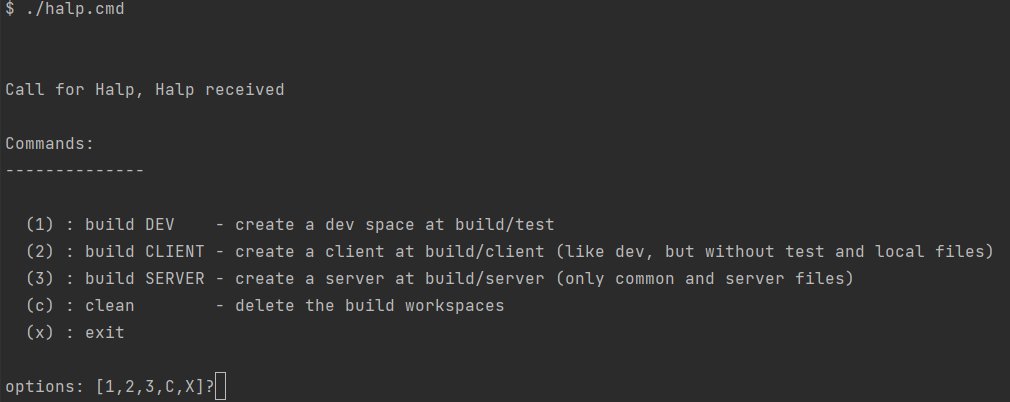 $ ./halp.cmd
Call for Halp, Halp received
Commands:
--------------
(1) : build DEV    - create a dev space at build/test
(2) : build CLIENT - create a client at build/client (like dev, but without test and local files)
(3) : build SERVER - create a server at build/server (only common and server files)
(c) : clean        - delete the build workspaces
(x) : exit
options: [1,2,3,C,X]?